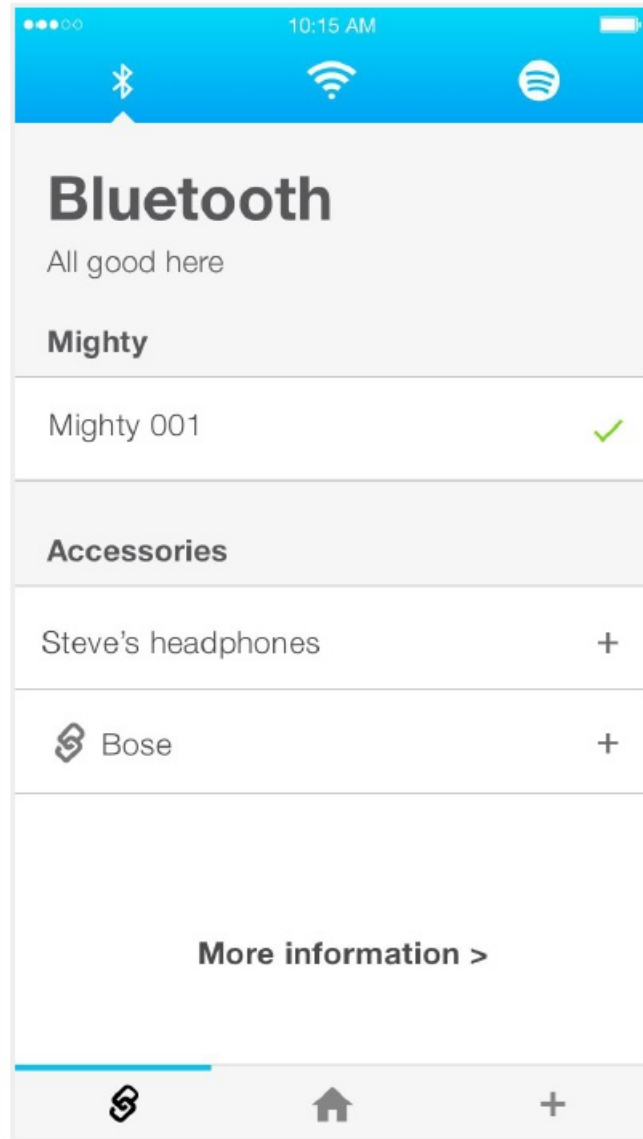 10:15 AM
Bluetooth
All good here
Mighty
Mighty 001
Accessories
Steve's headphones
+
Bose
+
More information >
+